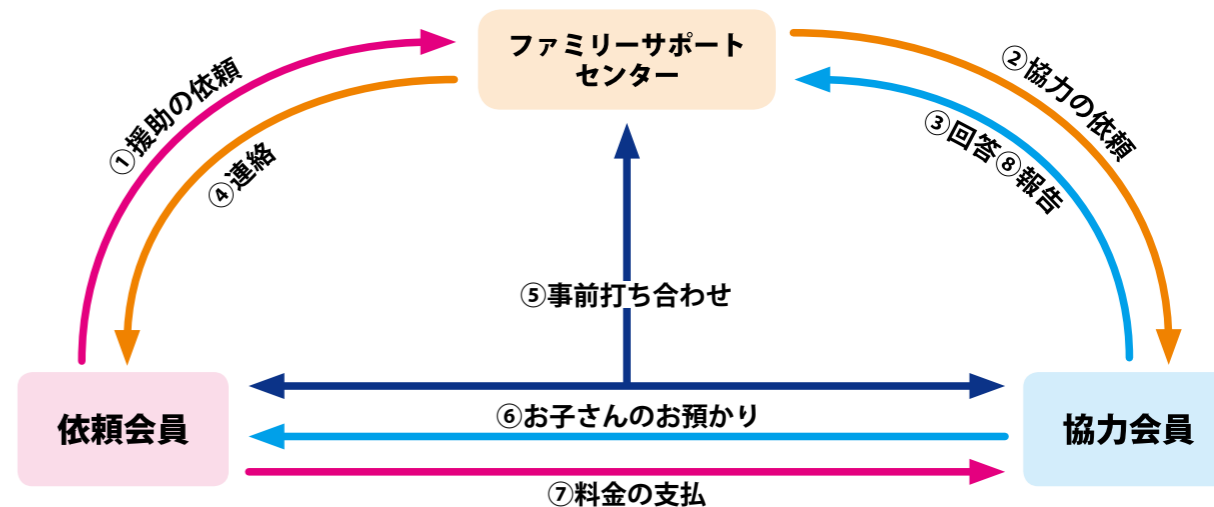 ファミリーサポート
センター
①援助の依頼
②協力の依頼
③回答⑧報告
④連絡
⑤事前打ち合わせ
依頼会員
⑥お子さんのお預かり
協力会員
⑦料金の支払